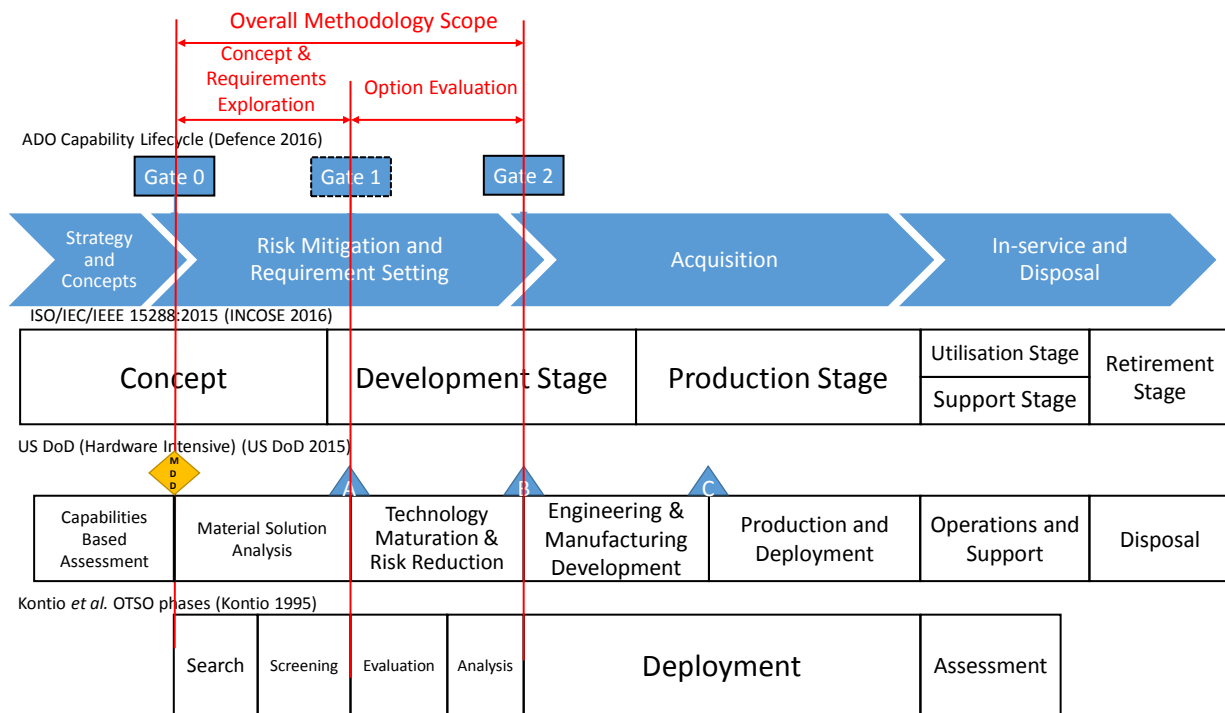 Overall Methodology Scope
Concept &
Requirements
Exploration
Option Evaluation
ADO Capability Lifecycle (Defence 2016)
Gate 0
Gate 1
Gate 2
Strategy
and
Concepts
Risk Mitigation and
Requirement Setting
Acquisition
In-service and
Disposal
ISO/IEC/IEEE 15288:2015 (INCOSE 2016)
Concept
Development Stage
Production Stage
Utilisation Stage
Support Stage
Retirement
Stage
US DoD (Hardware Intensive) (US DoD 2015)
M
D
D
A
B
C
Capabilities
Based
Assessment
Material Solution
Analysis
Technology
Maturation &
Risk Reduction
Engineering &
Manufacturing
Development
Production and
Deployment
Operations and
Support
Disposal
Kontio et al. OTSO phases (Kontio 1995)
Search
Screening
Evaluation
Analysis
Deployment
Assessment